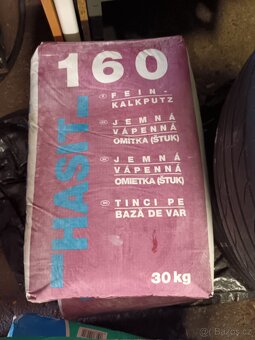 160
FEIN-
KALKPUTZ
JEMNÁ
VÁPENNÁ
OMÍTKA (ŠTUK)
JEMNÁ
VÁPENNÁ
OMIETKA (ŠTUK)
TINCI PE
BAZĂ DE VAR
HASIT
30 kg